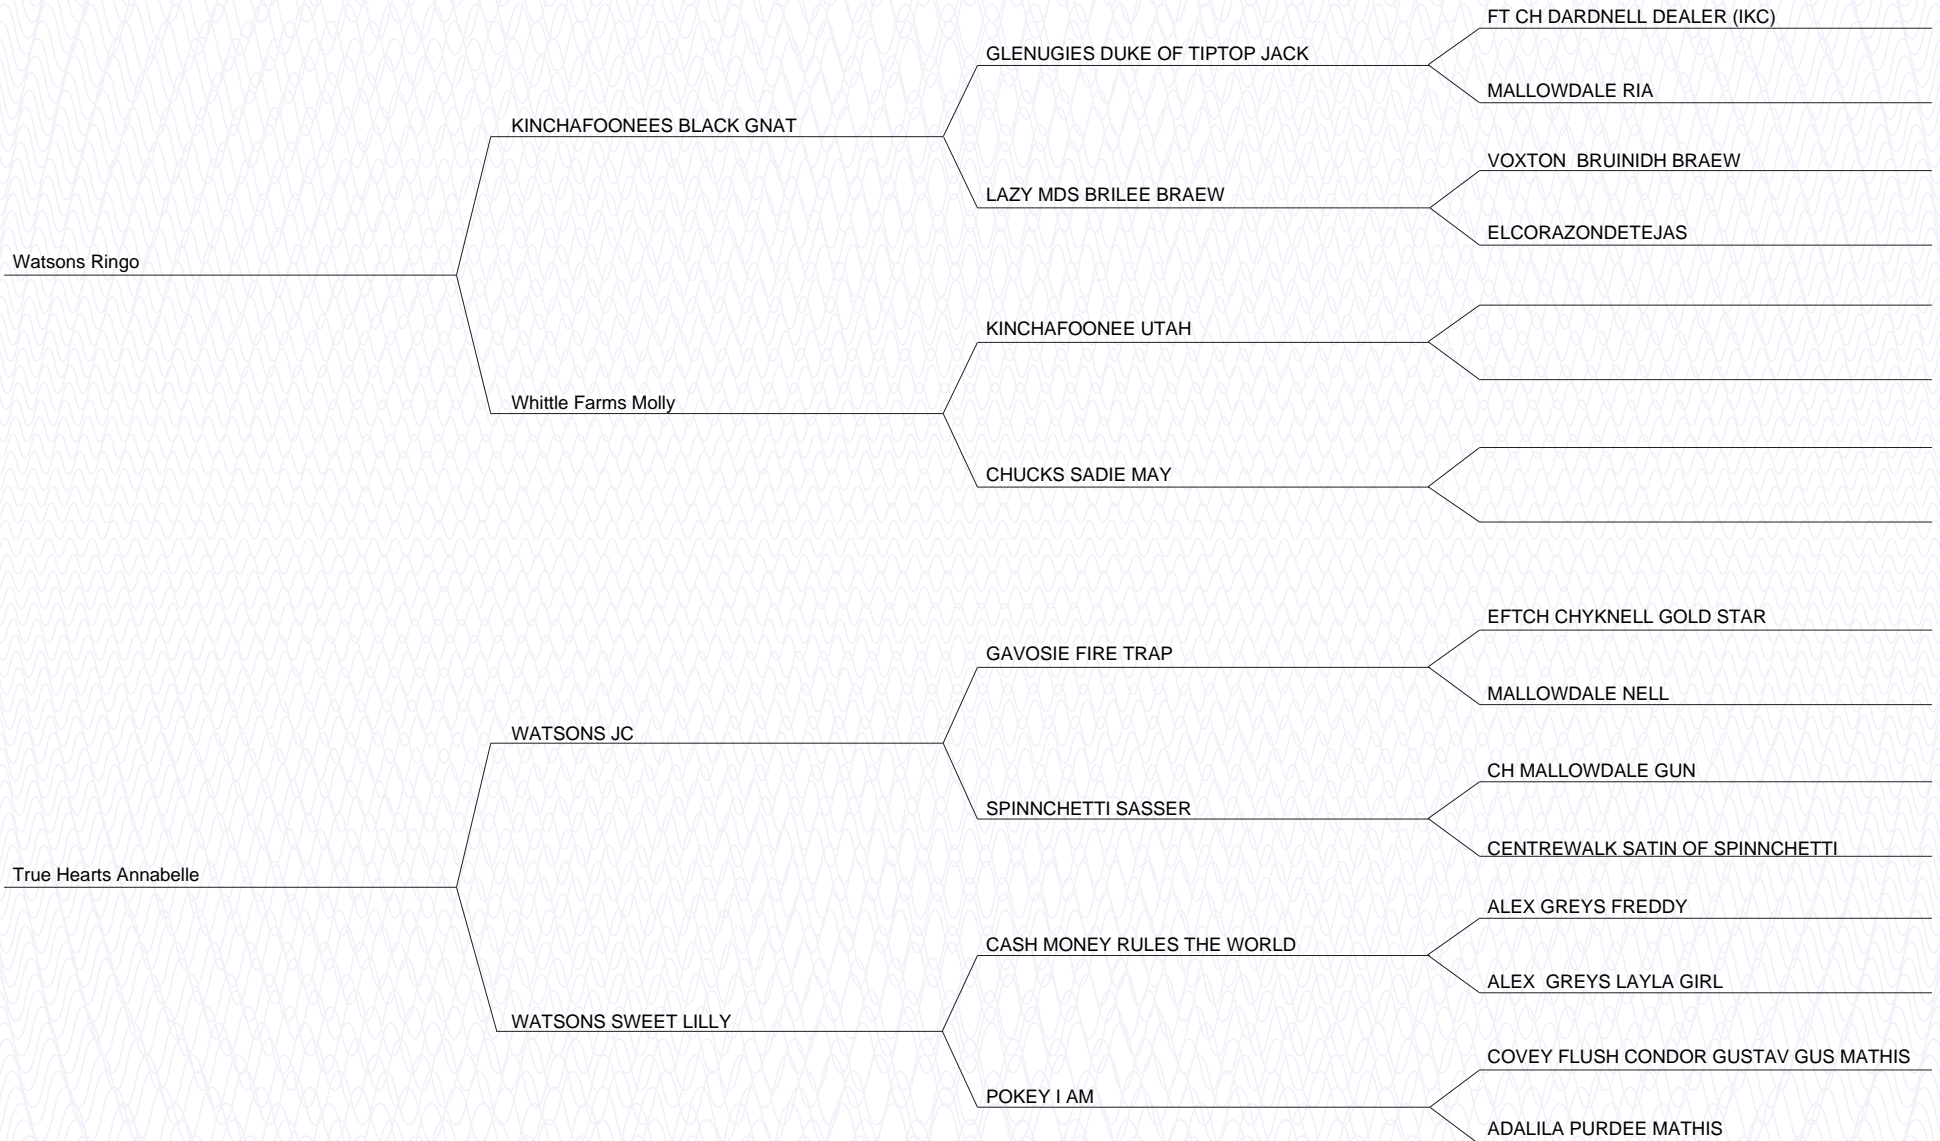 FT CH DARDNELL DEALER (IKC)
GLENUGIES DUKE OF TIPTOP JACK
MALLOWDALE RIA
KINCHAFOONEES BLACK GNAT
VOXTON  BRUINIDH BRAEW
LAZY MDS BRILEE BRAEW
ELCORAZONDETEJAS
Watsons Ringo
KINCHAFOONEE UTAH
Whittle Farms Molly
CHUCKS SADIE MAY
EFTCH CHYKNELL GOLD STAR
GAVOSIE FIRE TRAP
MALLOWDALE NELL
WATSONS JC
CH MALLOWDALE GUN
SPINNCHETTI SASSER
CENTREWALK SATIN OF SPINNCHETTI
True Hearts Annabelle
ALEX GREYS FREDDY
CASH MONEY RULES THE WORLD
ALEX  GREYS LAYLA GIRL
WATSONS SWEET LILLY
COVEY FLUSH CONDOR GUSTAV GUS MATHIS
POKEY I AM
ADALILA PURDEE MATHIS